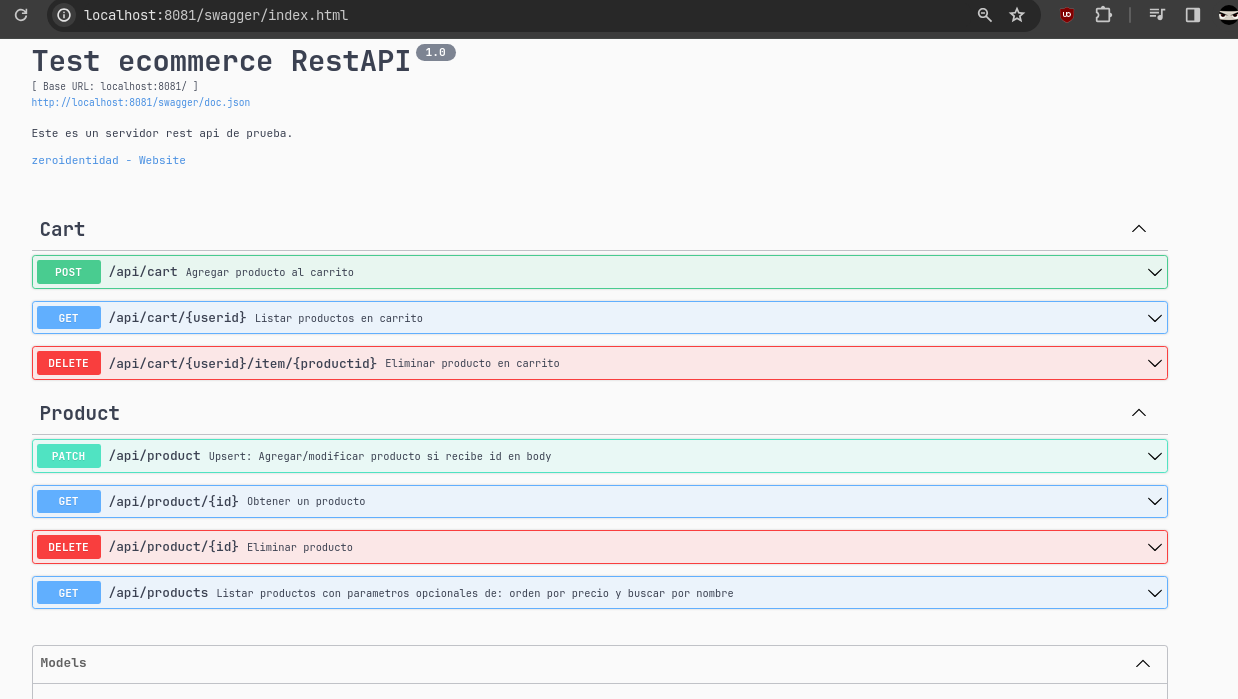 localhost:8081/swagger/index.html
UD
Test ecommerce RestAPI 1.0
[ Base URL: localhost:8081/ ]
http://localhost:8081/swagger/doc.json
Este es un servidor rest api de prueba.
zeroidentidad - Website
Cart
POST /api/cart Agregar producto al carrito
GET /api/cart/{userid} Listar productos en carrito
DELETE /api/cart/{userid}/item/{productid} Eliminar producto en carrito
Product
PATCH /api/product Upsert: Agregar/modificar producto si recibe id en body
GET /api/product/{id} Obtener un producto
DELETE /api/product/{id} Eliminar producto
GET /api/products Listar productos con parametros opcionales de: orden por precio y buscar por nombre
Models